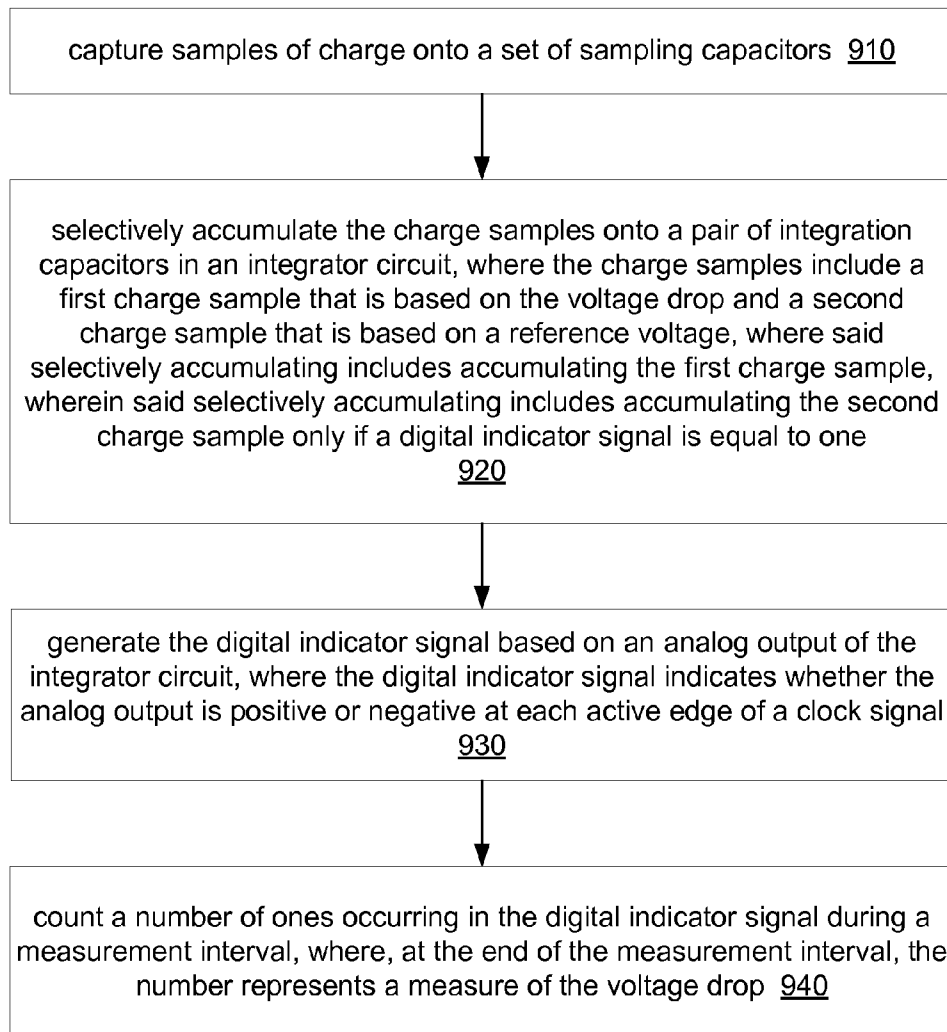 capture samples of charge onto a set of sampling capacitors 910
selectively accumulate the charge samples onto a pair of integration
capacitors in an integrator circuit, where the charge samples include a
first charge sample that is based on the voltage drop and a second
charge sample that is based on a reference voltage, where said
selectively accumulating includes accumulating the first charge sample,
wherein said selectively accumulating includes accumulating the second
charge sample only if a digital indicator signal is equal to one
920
generate the digital indicator signal based on an analog output of the
integrator circuit, where the digital indicator signal indicates whether the
analog output is positive or negative at each active edge of a clock signal
930
count a number of ones occurring in the digital indicator signal during a
measurement interval, where, at the end of the measurement interval, the
number represents a measure of the voltage drop 940